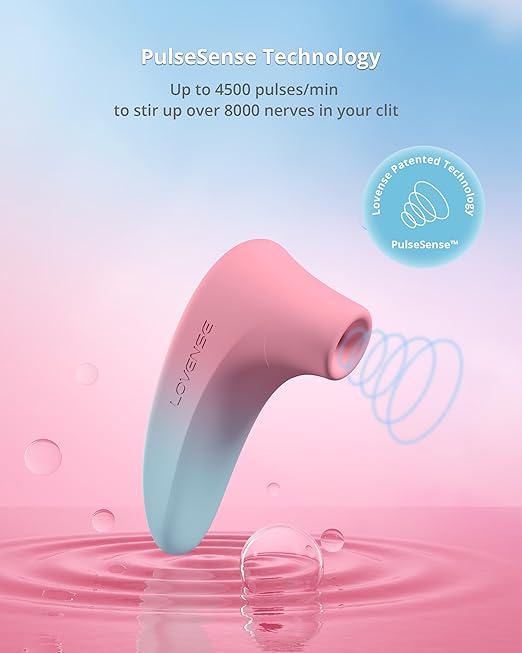 PulseSense Technology
Up to 4500 pulses/min
to stir up over 8000 nerves in your clit
Lovense Patented Technology
PulseSense™
LOVENSE